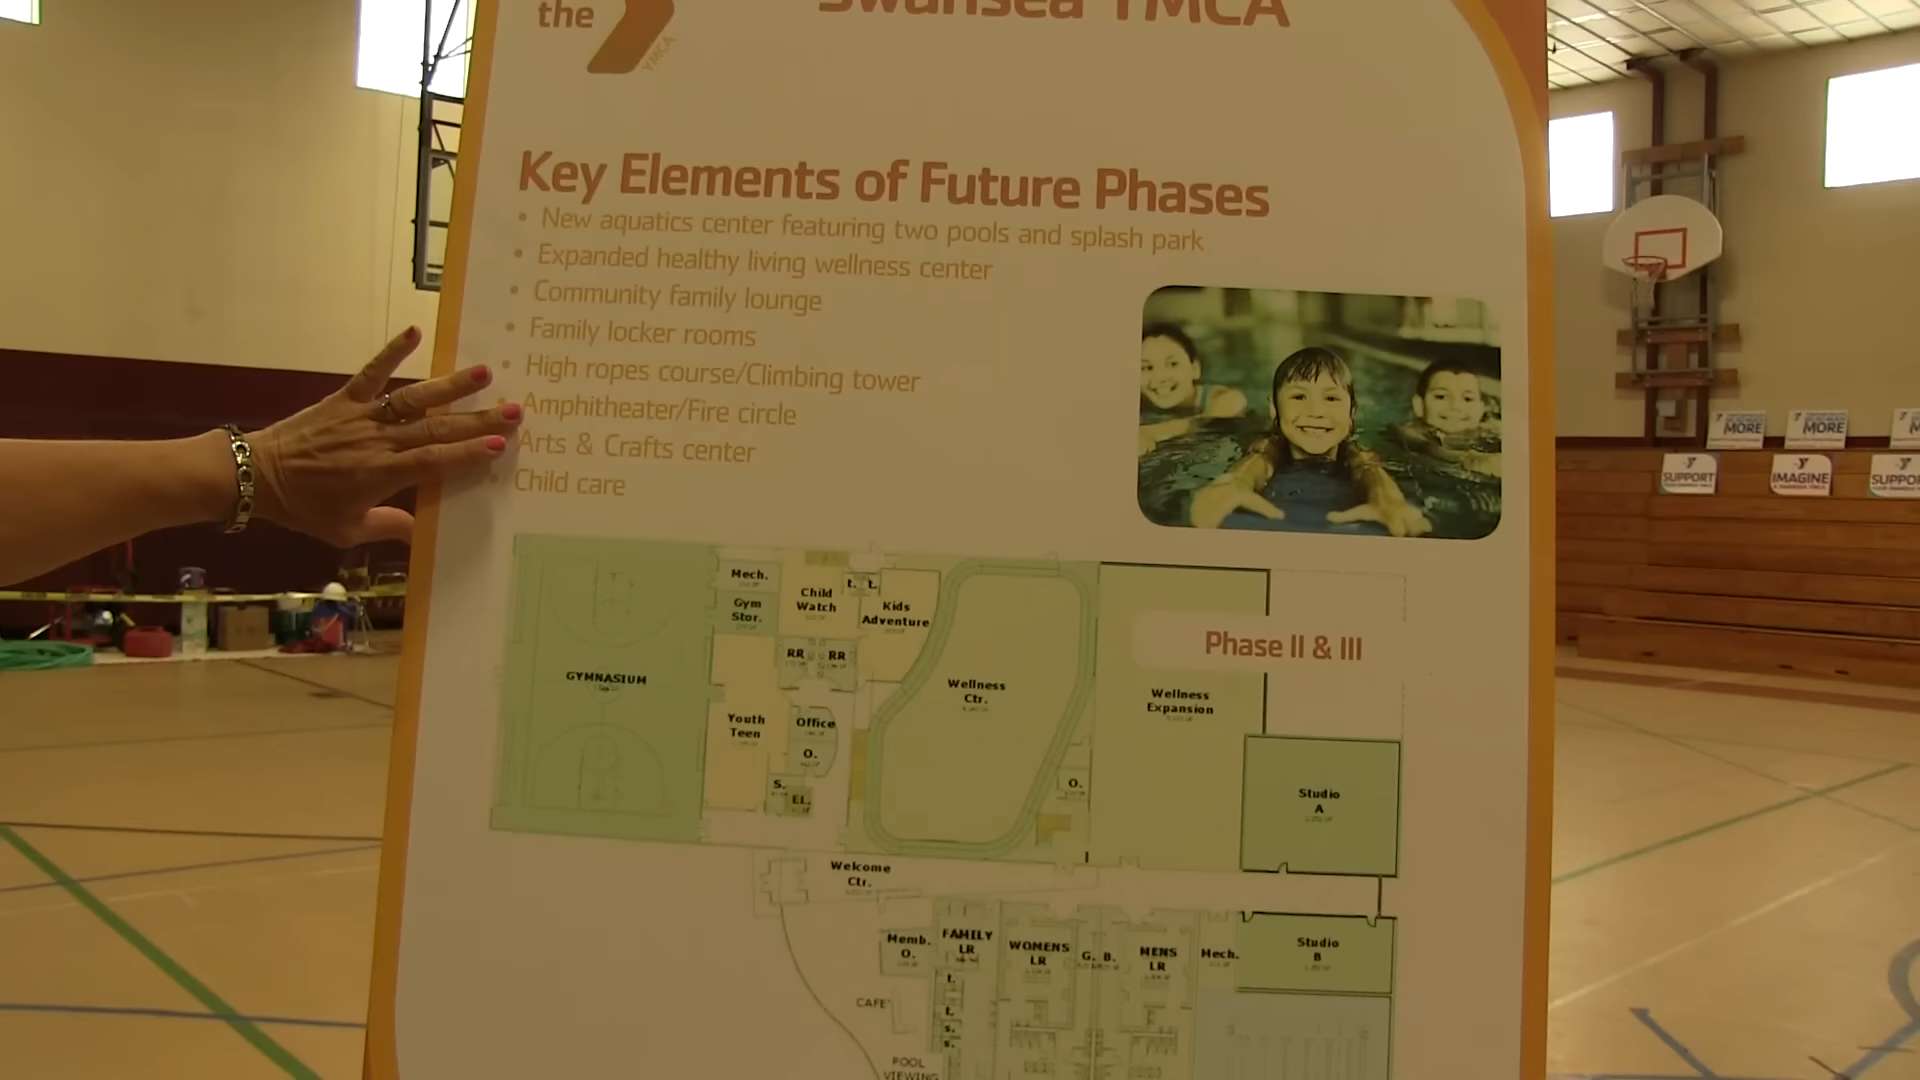 the
YMCA
Swansea YMCA
Key Elements of Future Phases
• New aquatics center featuring two pools and splash park
• Expanded healthy living wellness center
• Community family lounge
• Family locker rooms
• High ropes course/Climbing tower
• Amphitheater/Fire circle
Arts & Crafts center
• Child care
Mech.
Gym
Stor.
Child
Watch
t. t.
Kids
Adventure
Phase II & III
RR RR
GYMNASIUM
Wellness
Ctr.
Wellness
Expansion
Youth
Teen
Office
O.
S.
EL.
O.
Studio
A
Welcome
Ctr.
Memb.
O.
FAMILY
LR
WOMENS
LR
G. B.
MENS
LR
Mech.
Studio
B
t.
t.
s.
s.
CAFE'
POOL
VIEWING
MORE
MORE
MORE
SUPPORT
IMAGINE
SUPPOR